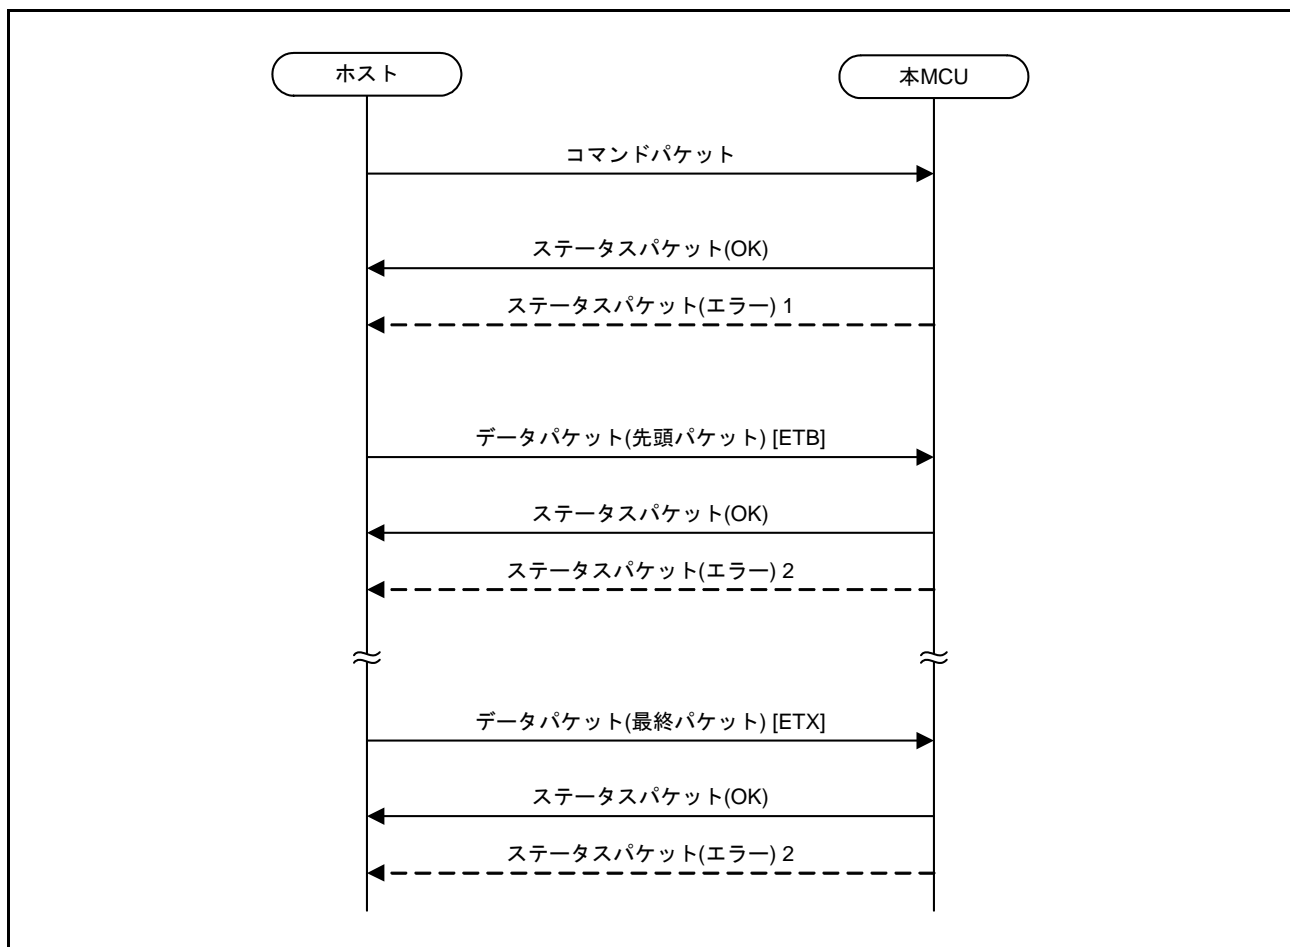 ホスト
本MCU
コマンドパケット
ステータスパケット(OK)
ステータスパケット(エラー) 1
データパケット(先頭パケット) [ETB]
ステータスパケット(OK)
ステータスパケット(エラー) 2
データパケット(最終パケット) [ETX]
ステータスパケット(OK)
ステータスパケット(エラー) 2